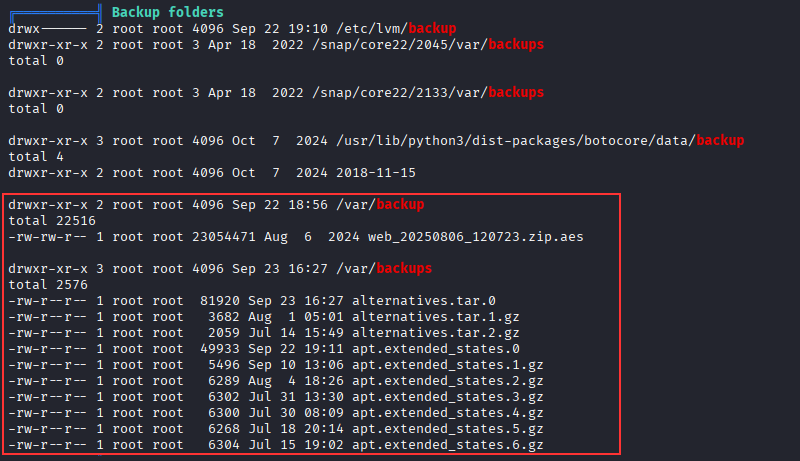 ╔══════════╣ Backup folders
drwx------ 2 root root 4096 Sep 22 19:10 /etc/lvm/backup
drwxr-xr-x 2 root root 3 Apr 18  2022 /snap/core22/2045/var/backups
total 0
drwxr-xr-x 2 root root 3 Apr 18  2022 /snap/core22/2133/var/backups
total 0
drwxr-xr-x 3 root root 4096 Oct  7  2024 /usr/lib/python3/dist-packages/botocore/data/backup
total 4
drwxr-xr-x 2 root root 4096 Oct  7  2024 2018-11-15
drwxr-xr-x 2 root root 4096 Sep 22 18:56 /var/backup
total 22516
-rw-rw-r-- 1 root root 23054471 Aug  6  2024 web_20250806_120723.zip.aes
drwxr-xr-x 3 root root 4096 Sep 23 16:27 /var/backups
total 2576
-rw-r--r-- 1 root root  81920 Sep 23 16:27 alternatives.tar.0
-rw-r--r-- 1 root root   3682 Aug  1 05:01 alternatives.tar.1.gz
-rw-r--r-- 1 root root   2059 Jul 14 15:49 alternatives.tar.2.gz
-rw-r--r-- 1 root root  49933 Sep 22 19:11 apt.extended_states.0
-rw-r--r-- 1 root root   5496 Sep 10 13:06 apt.extended_states.1.gz
-rw-r--r-- 1 root root   6289 Aug  4 18:26 apt.extended_states.2.gz
-rw-r--r-- 1 root root   6302 Jul 31 13:30 apt.extended_states.3.gz
-rw-r--r-- 1 root root   6300 Jul 30 08:09 apt.extended_states.4.gz
-rw-r--r-- 1 root root   6268 Jul 18 20:14 apt.extended_states.5.gz
-rw-r--r-- 1 root root   6304 Jul 15 19:02 apt.extended_states.6.gz